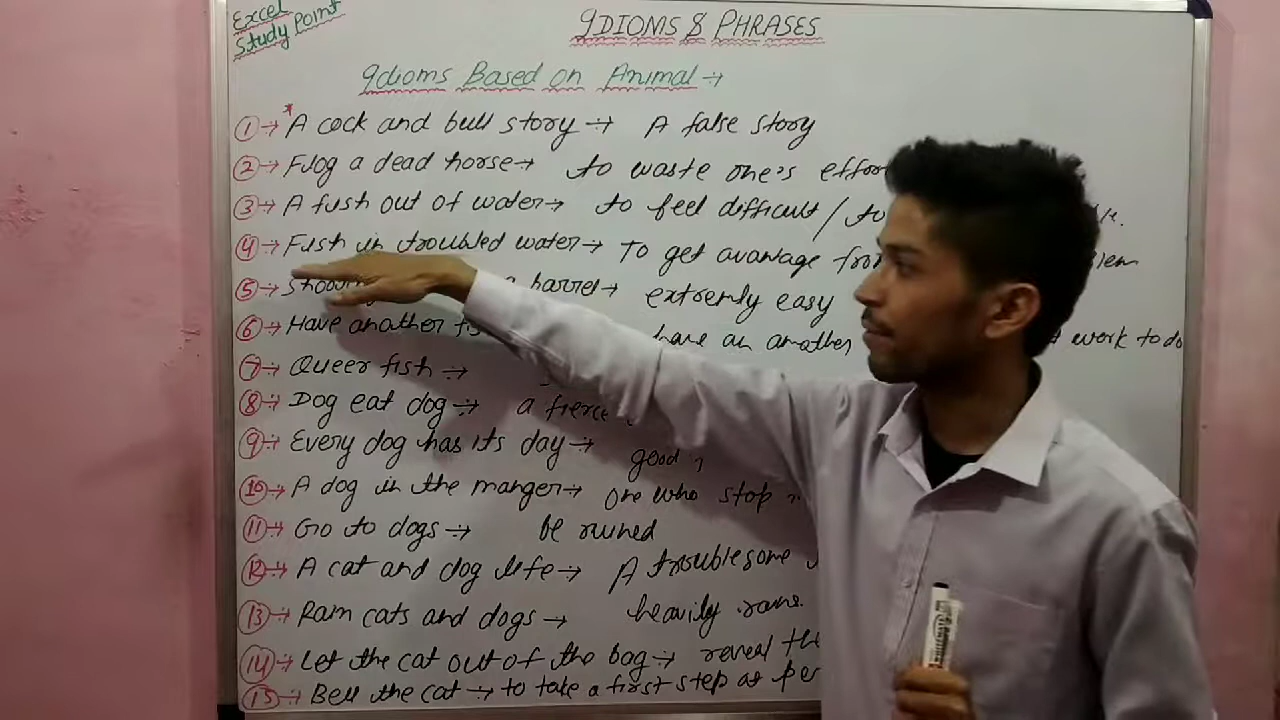 Excel
Study Point
IDIOMS & PHRASES
Idioms Based on Animal →
① → * A cock and bull story → A false story
② → Flog a dead horse → to waste one's effor
③ → A fish out of water → to feel difficult / to
④ → Fish in troubled water → To get avantage from
⑤ → barrel → extremly easy
⑥ → Have another have an another work to do
⑦ → Queer fish →
⑧ → Dog eat dog → a fierce
⑨ → Every dog has its day → good
⑩ → A dog in the manger → one who stop
⑪ → Go to dogs → be ruined
⑫ → A cat and dog life → A troublesome
⑬ → Rain cats and dogs → heavily rains.
⑭ → Let the cat out of the bag → reveal th
⑮ → Bell the cat → to take a first step at per